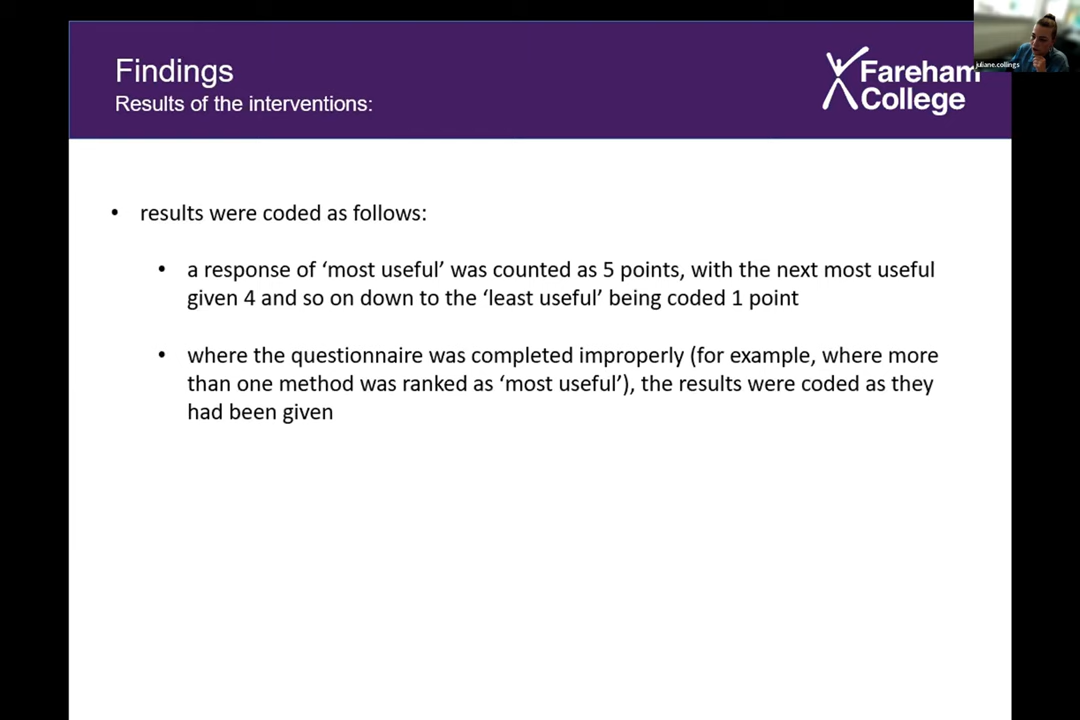 juliane.collings
Findings
Results of the interventions:
Fareham
College
• results were coded as follows:
• a response of ‘most useful’ was counted as 5 points, with the next most useful
given 4 and so on down to the ‘least useful’ being coded 1 point
• where the questionnaire was completed improperly (for example, where more
than one method was ranked as ‘most useful’), the results were coded as they
had been given